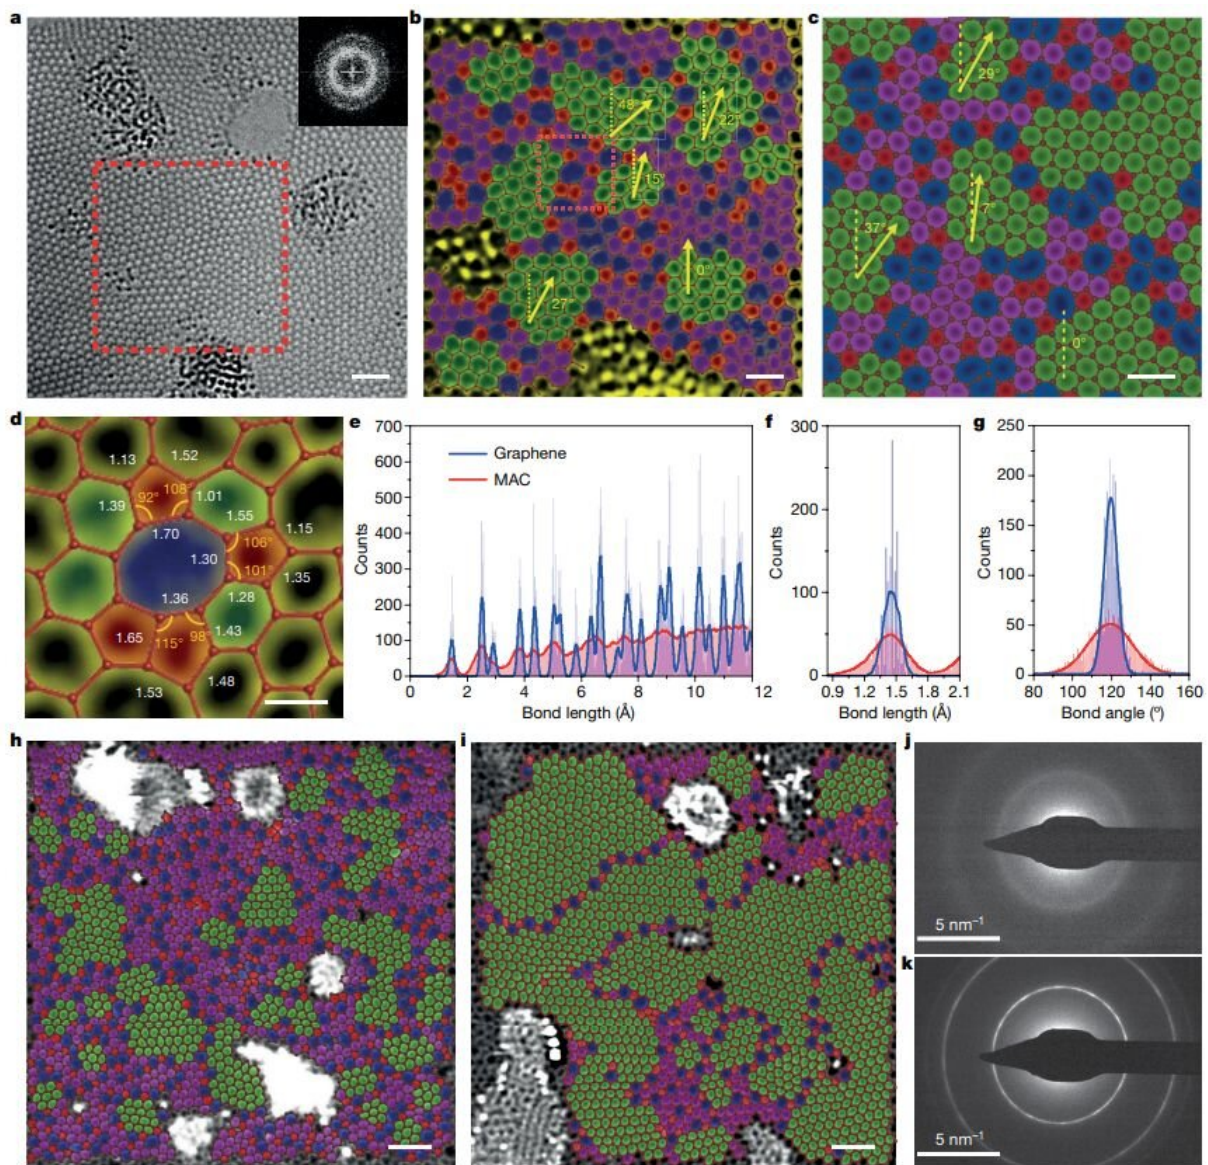 a
b
c
48°
22°
15°
0°
27°
29°
7°
37°
0°
d
1.13
1.52
1.39
92°
108°
1.01
1.55
1.15
1.70
106°
1.30
101°
1.35
1.36
1.28
1.65
115°
98°
1.43
1.48
1.53
e
700
600
500
400
300
200
100
0
Counts
Graphene
MAC
0 2 4 6 8 10 12
Bond length (Å)
f
300
200
100
0
Counts
0.9 1.2 1.5 1.8 2.1
Bond length (Å)
g
250
200
150
100
50
0
Counts
80 100 120 140 160
Bond angle (º)
h
i
j
5 nm⁻¹
k
5 nm⁻¹